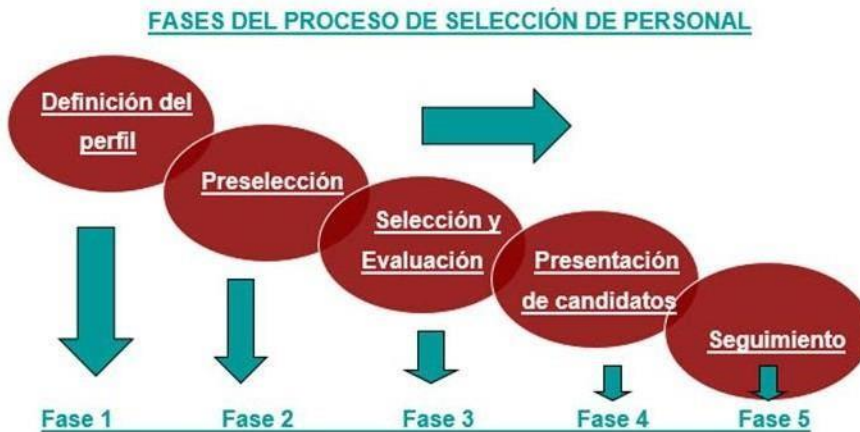 FASES DEL PROCESO DE SELECCIÓN DE PERSONAL
Definición del
perfil
Preselección
Selección y
Evaluación
Presentación
de candidatos
Seguimiento
Fase 1
Fase 2
Fase 3
Fase 4
Fase 5